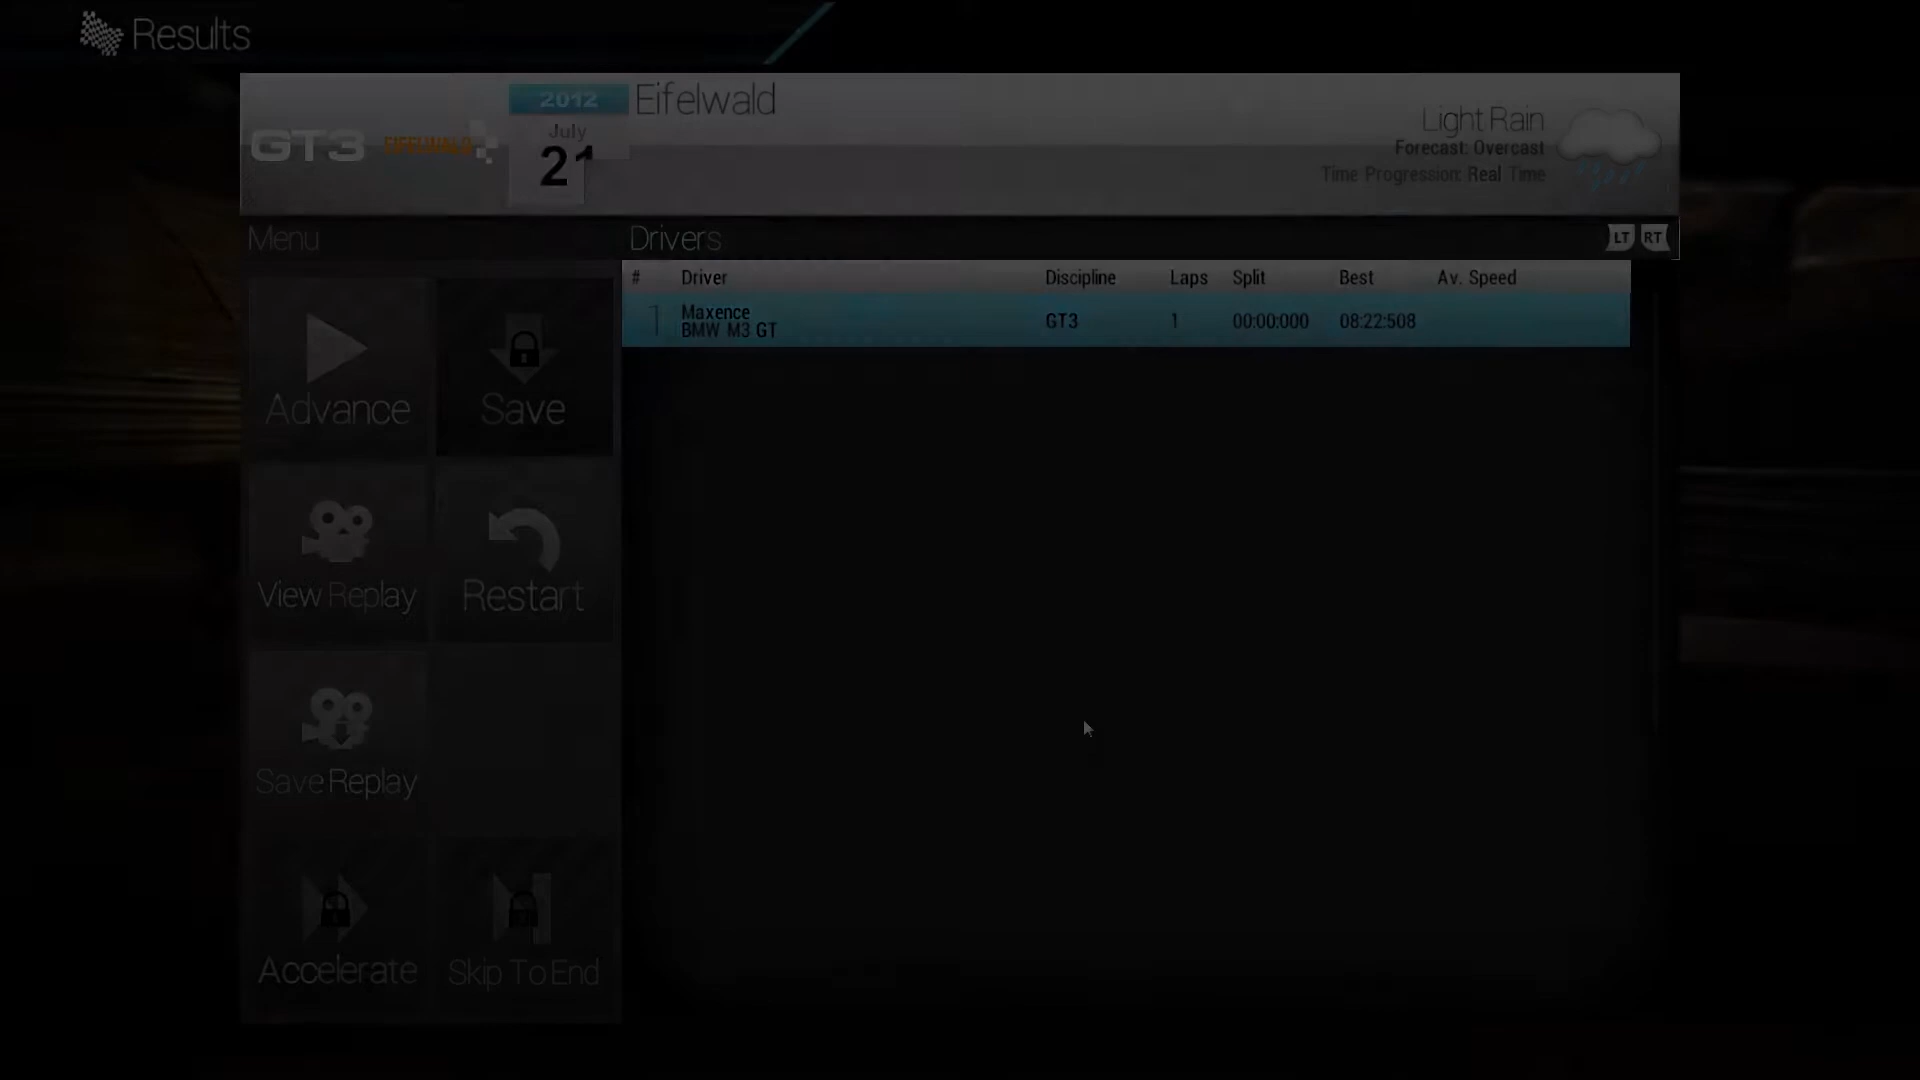 Results
2012
Eifelwald
July
21
GT3
EIFELWALD
Light Rain
Forecast: Overcast
Time Progression: Real Time
Menu
Drivers
LT RT
# Driver Discipline Laps Split Best Av. Speed
1 Maxence GT3 1 00:00:000 08:22:508
BMW M3 GT
Advance
Save
View Replay
Restart
Save Replay
Accelerate
Skip To End